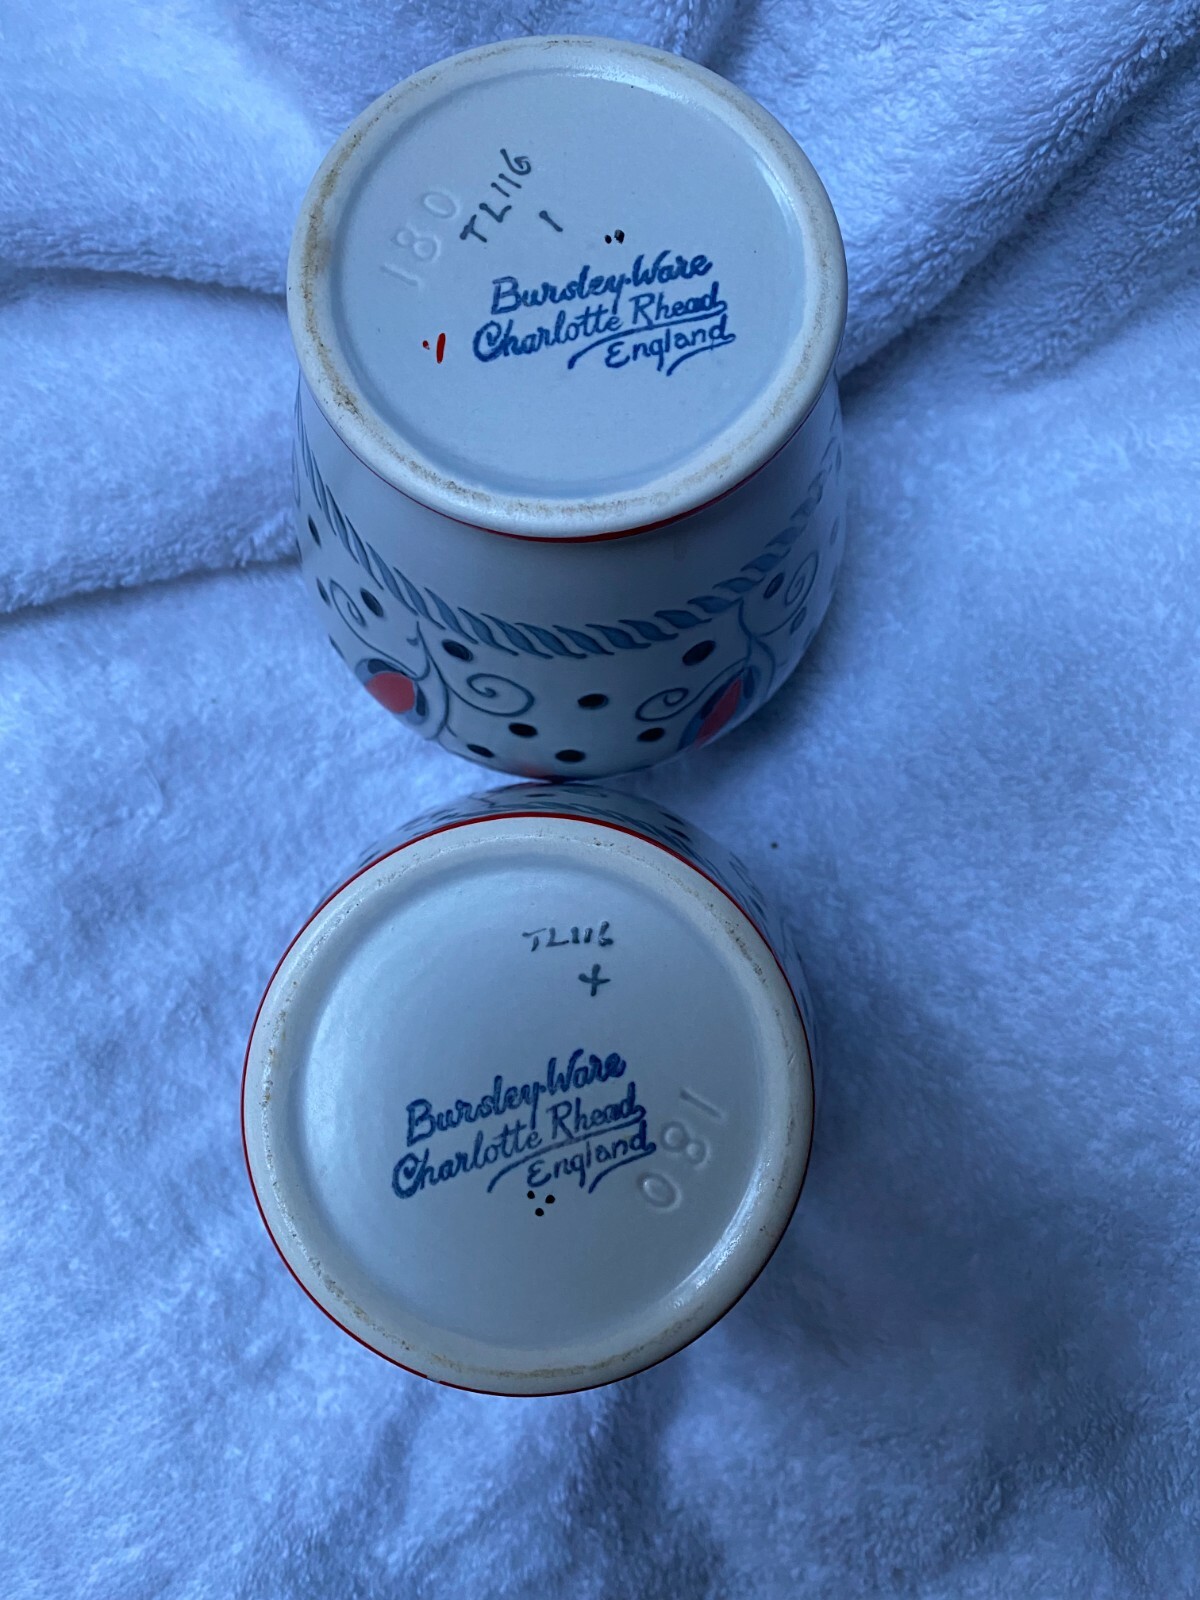 180
TL116
1
Bursley-Ware
Charlotte Rhead
England
TL116
Bursley-Ware
Charlotte Rhead
England
180